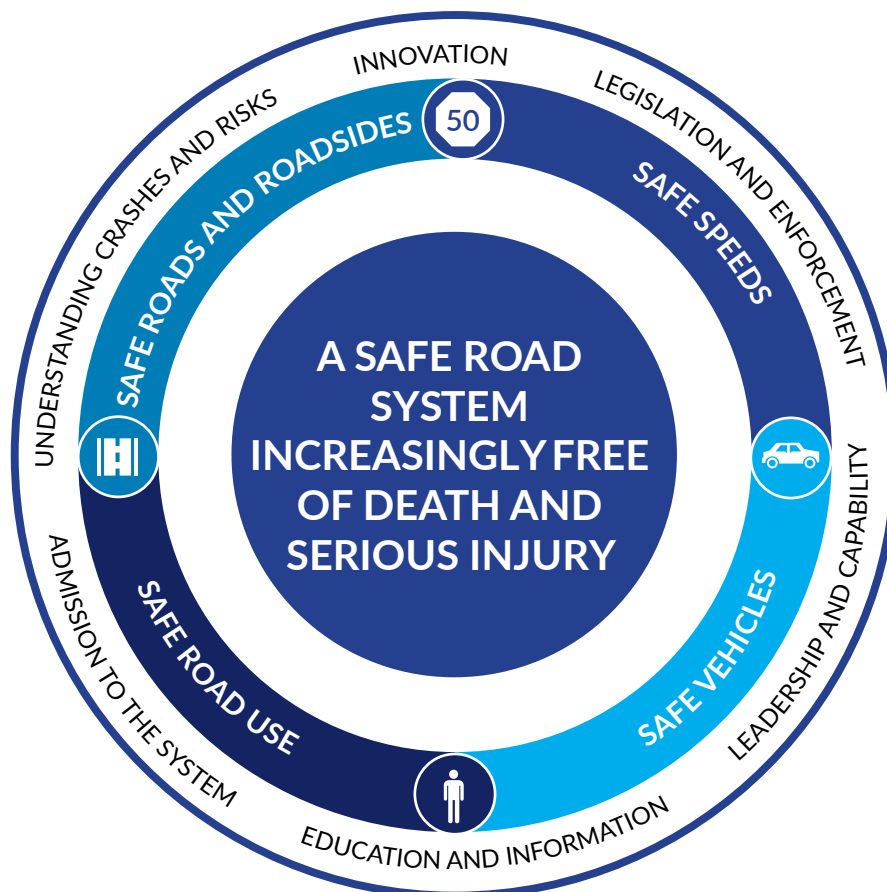 INNOVATION
LEGISLATION AND ENFORCEMENT
LEADERSHIP AND CAPABILITY
EDUCATION AND INFORMATION
ADMISSION TO THE SYSTEM
UNDERSTANDING CRASHES AND RISKS
SAFE ROADS AND ROADSIDES
50
SAFE SPEEDS
SAFE VEHICLES
SAFE ROAD USE
A SAFE ROAD
SYSTEM
INCREASINGLY FREE
OF DEATH AND
SERIOUS INJURY